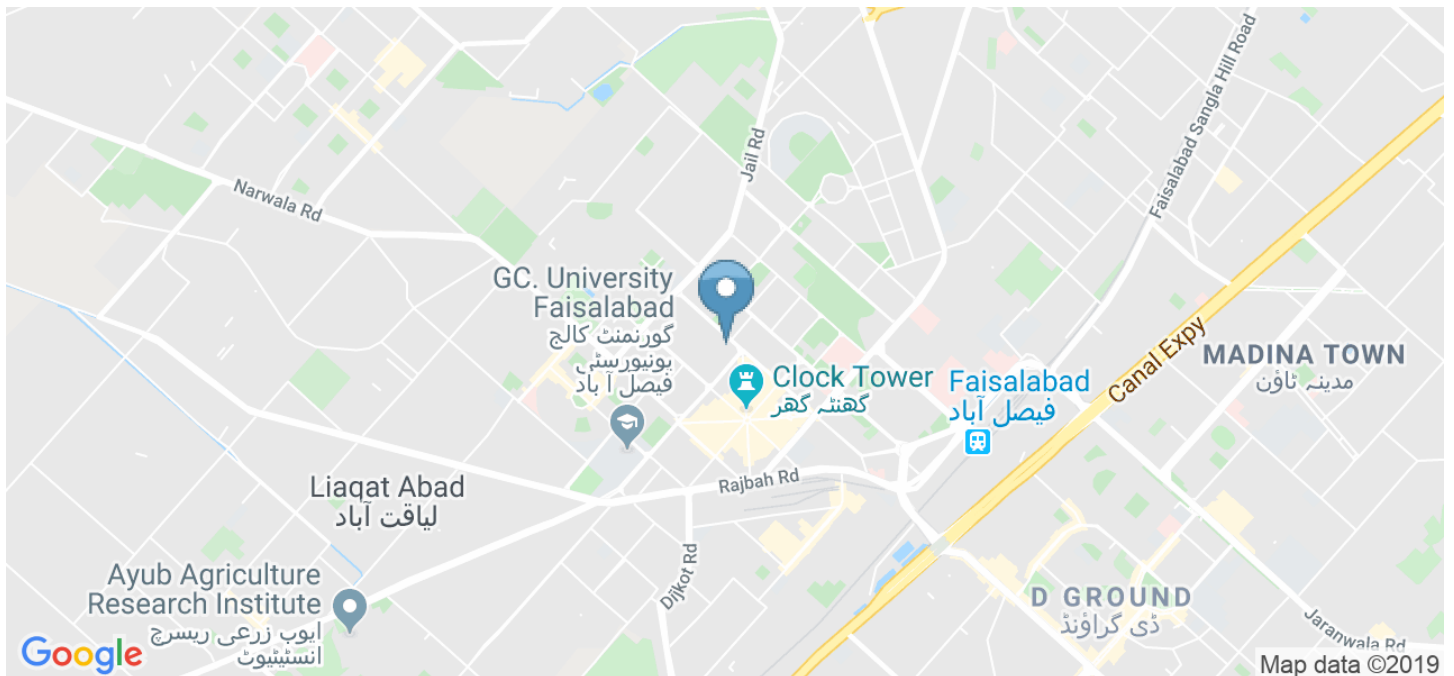 Faisalabad Sangla Hill Road
Jail Rd
Narwala Rd
GC. University
Faisalabad
گورنمنٹ کالج
یونیورسٹی
فیصل آباد
Clock Tower
گھنٹہ گھر
Faisalabad
فیصل آباد
Canal Expy
MADINA TOWN
مدینہ ٹاؤن
Rajbah Rd
Liaqat Abad
لیاقت آباد
Dijkot Rd
Ayub Agriculture
Research Institute
ایوب زرعی ریسرچ
انسٹیٹیوٹ
D GROUND
ڈی گراؤنڈ
Jaranwala Rd
Google
Map data ©2019